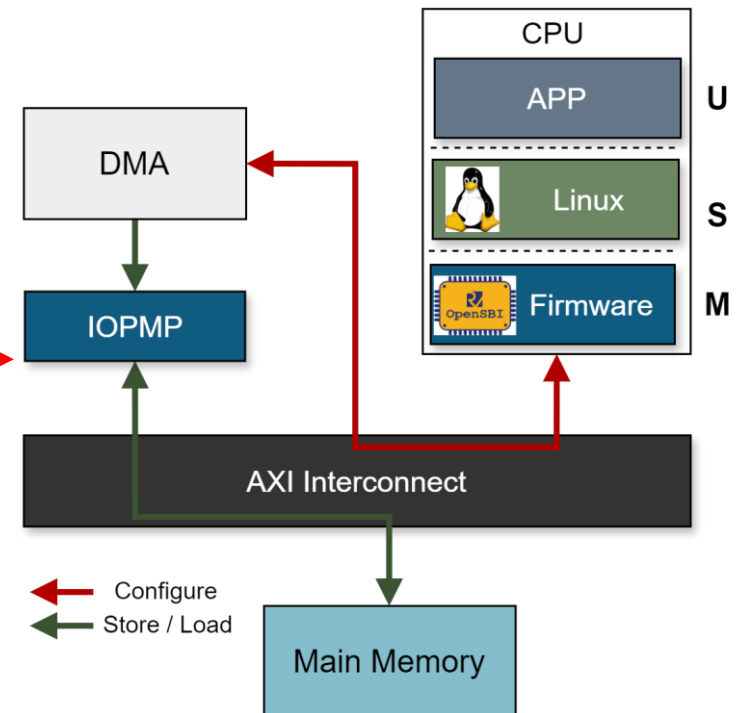 CPU
APP
U
DMA
Linux
S
OpenSBI
Firmware
M
IOPMP
AXI Interconnect
Configure
Store / Load
Main Memory